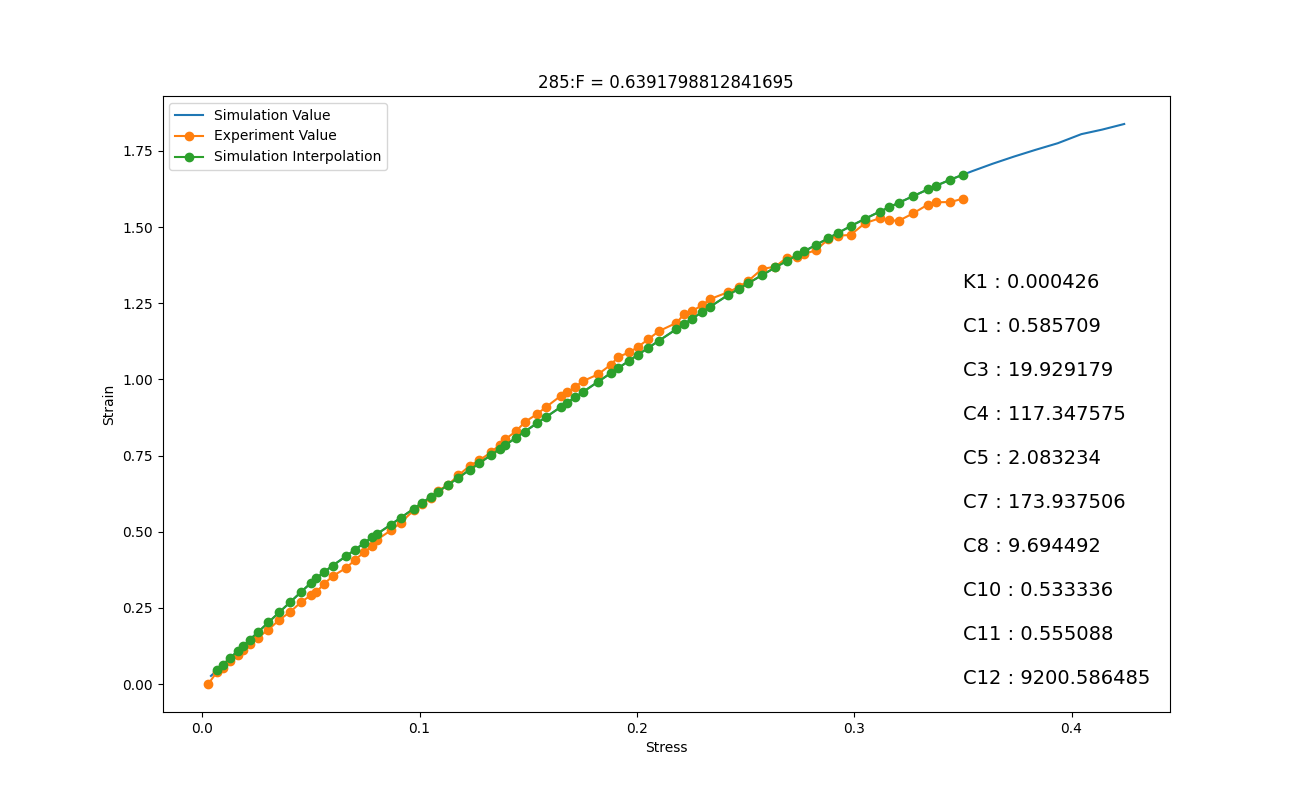 285:F = 0.6391798812841695
Simulation Value
Experiment Value
Simulation Interpolation
1.75
1.50
1.25
1.00
0.75
0.50
0.25
0.00
Strain
K1 : 0.000426
C1 : 0.585709
C3 : 19.929179
C4 : 117.347575
C5 : 2.083234
C7 : 173.937506
C8 : 9.694492
C10 : 0.533336
C11 : 0.555088
C12 : 9200.586485
0.0 0.1 0.2 0.3 0.4
Stress